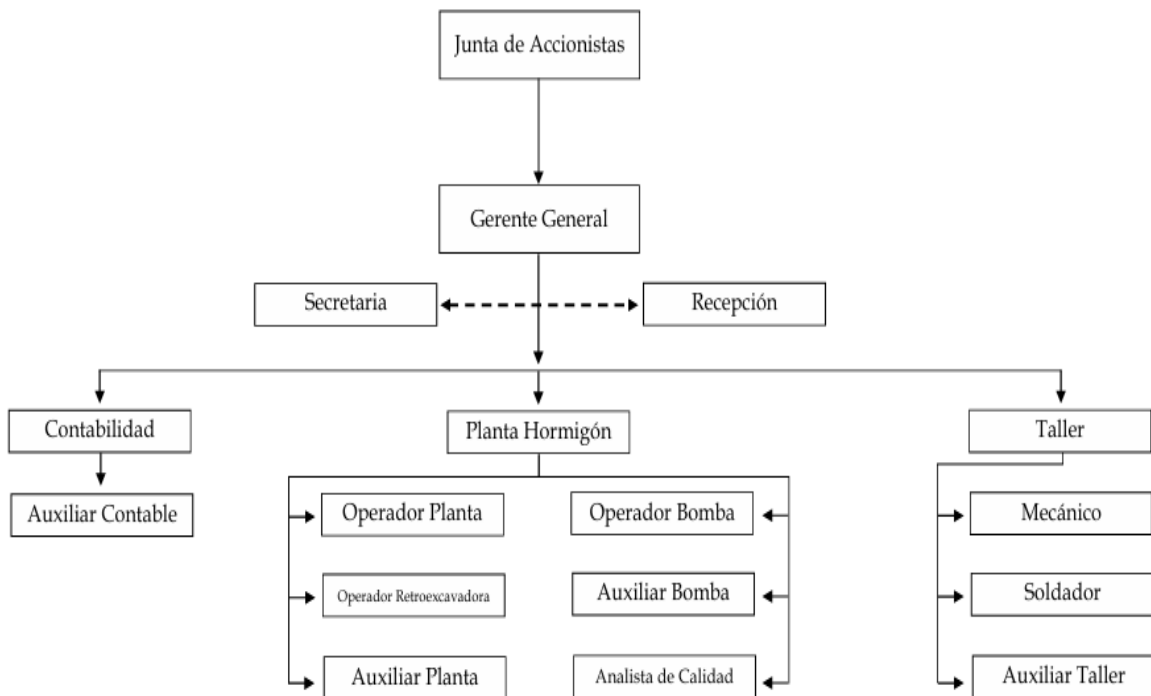 Junta de Accionistas
Gerente General
Secretaria
Recepción
Contabilidad
Planta Hormigón
Taller
Auxiliar Contable
Operador Planta
Operador Bomba
Mecánico
Operador Retroexcavadora
Auxiliar Bomba
Soldador
Auxiliar Planta
Analista de Calidad
Auxiliar Taller